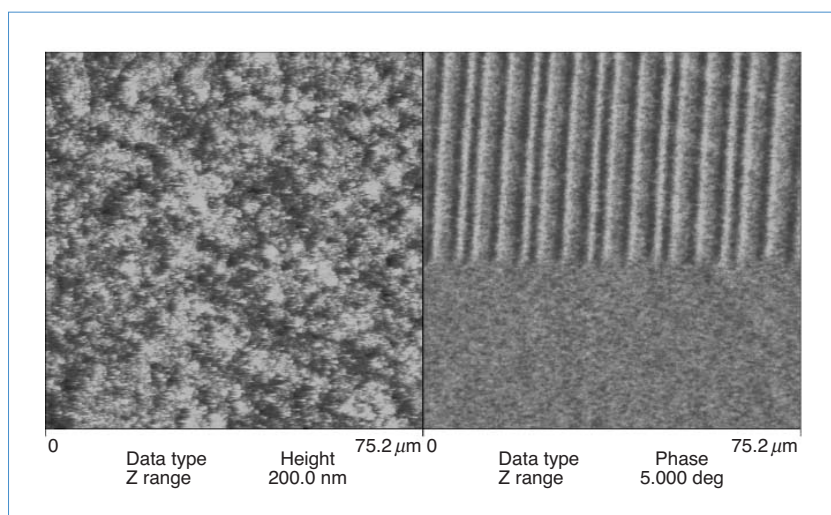 0 75.2 μm 0 75.2 μm
Data type Height Data type Phase
Z range 200.0 nm Z range 5.000 deg